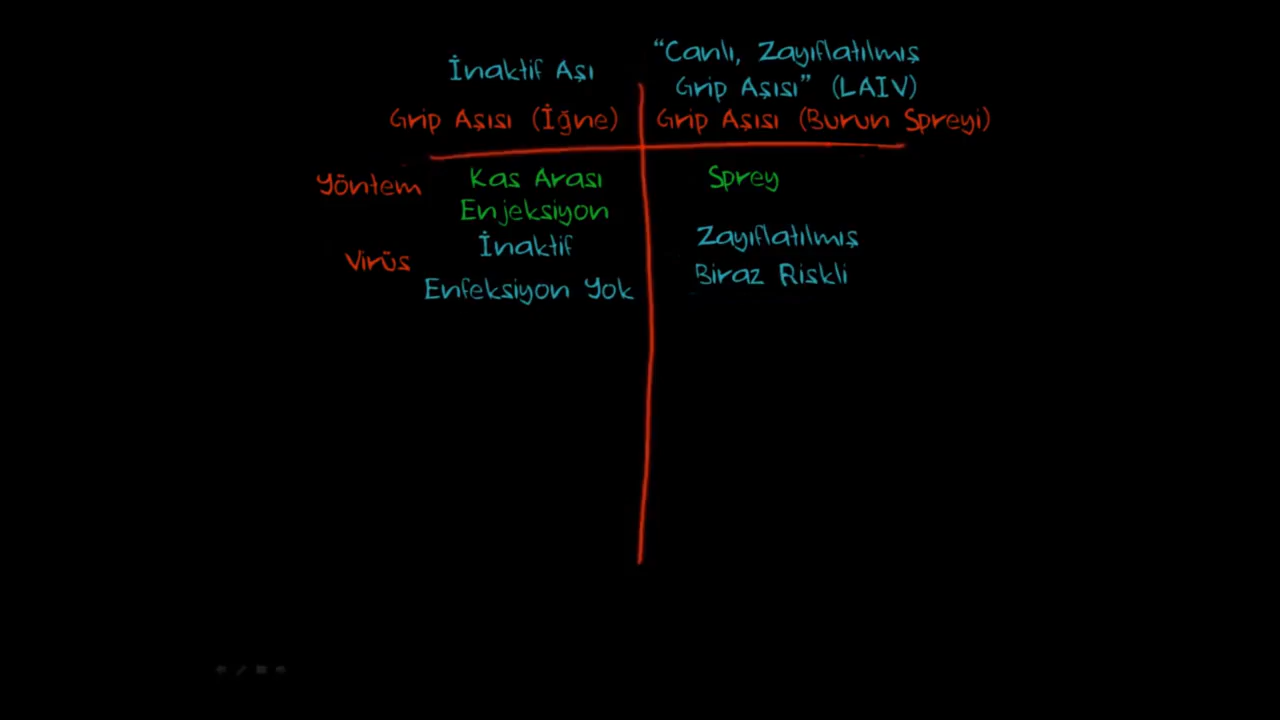 İnaktif Aşı
"Canlı, Zayıflatılmış
Grip Aşısı" (LAIV)
Grip Aşısı (İğne)
Grip Aşısı (Burun Spreyi)
Yöntem
Kas Arası
Enjeksiyon
Sprey
Virüs
İnaktif
Enfeksiyon Yok
Zayıflatılmış
Biraz Riskli